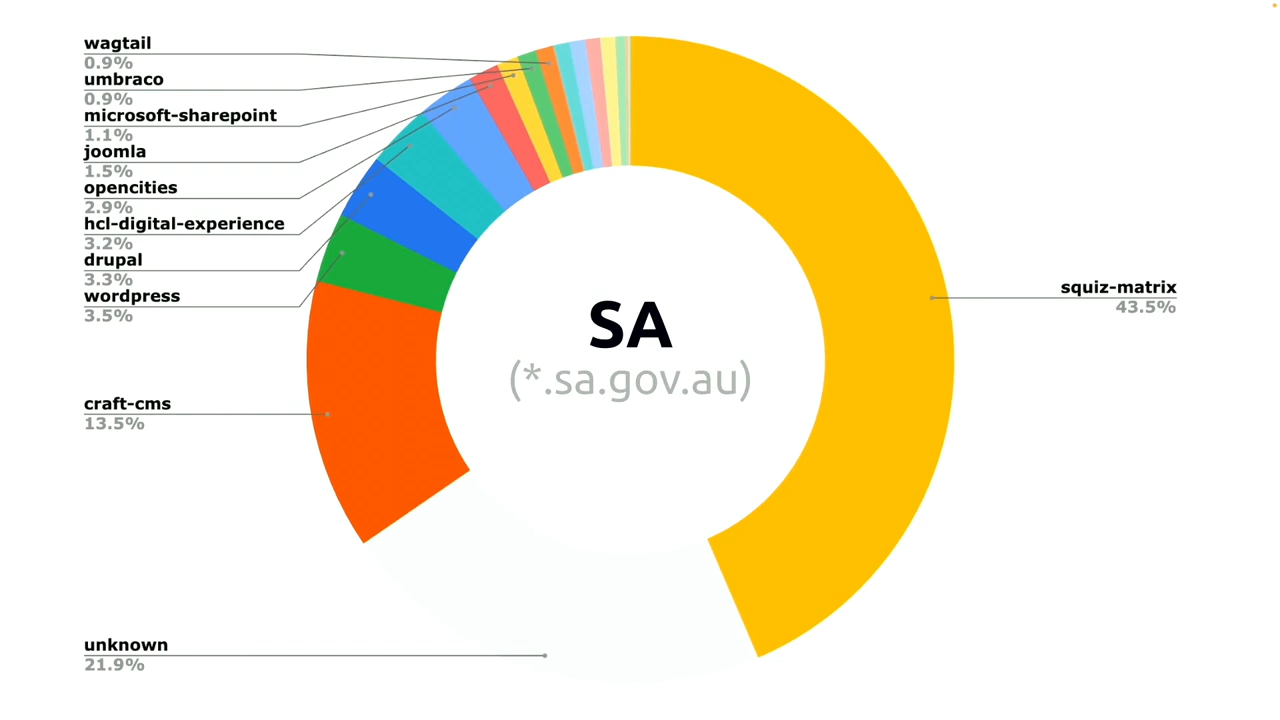 wagtail
0.9%
umbraco
0.9%
microsoft-sharepoint
1.1%
joomla
1.5%
opencities
2.9%
hcl-digital-experience
3.2%
drupal
3.3%
wordpress
3.5%
craft-cms
13.5%
unknown
21.9%
SA
(*.sa.gov.au)
squiz-matrix
43.5%